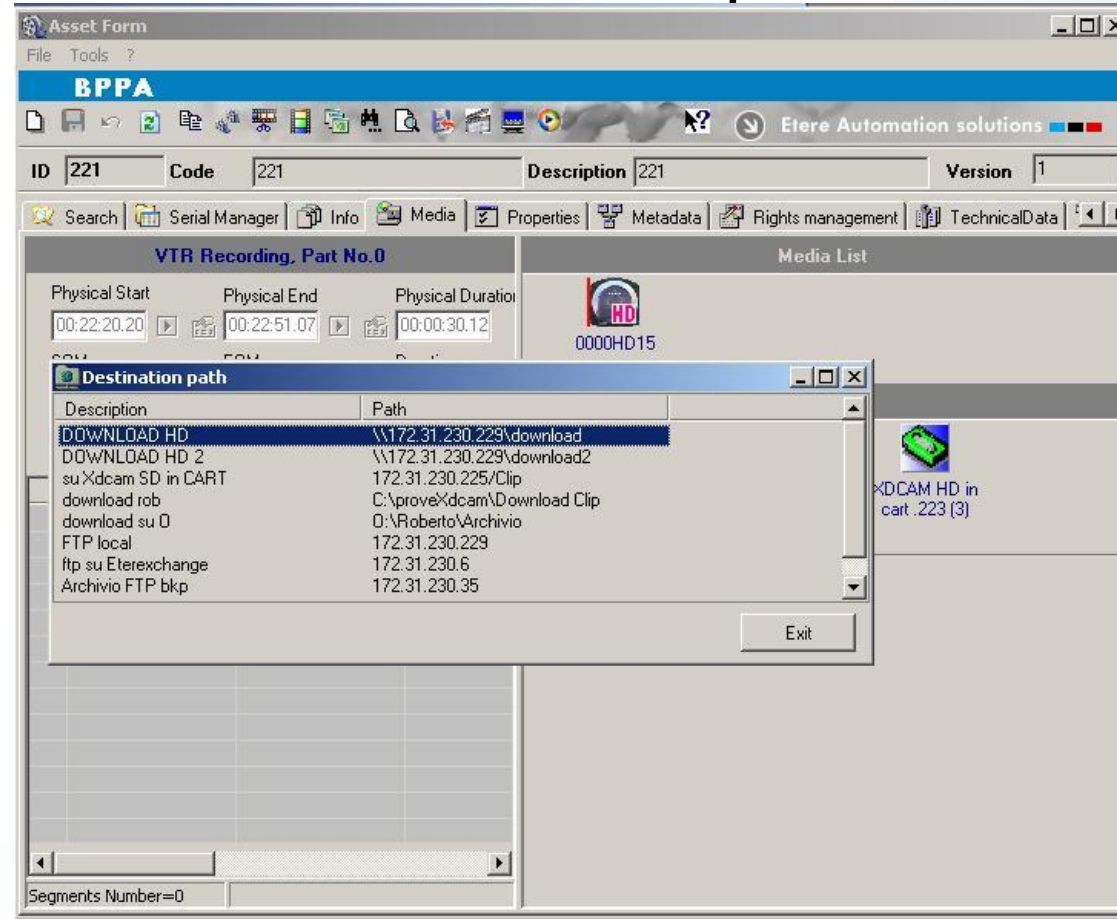 Asset Form
File Tools ?
BPPA
Etere Automation solutions
ID 221 Code 221 Description 221 Version 1
Search Serial Manager Info Media Properties Metadata Rights management TechnicalData
VTR Recording, Part No.0 Media List
Physical Start Physical End Physical Duration
00:22:20.20 00:22:51.07 00:00:30.12
HD
0000HD15
Destination path
Description Path
DOWNLOAD HD \\172.31.230.229\download
DOWNLOAD HD 2 \\172.31.230.229\download2
su Xdcam SD in CART 172.31.230.225/Clip
download rob C:\proveXdcam\Download Clip
download su O O:\Roberto\Archivio
FTP local 172.31.230.229
ftp su Eterexchange 172.31.230.6
Archivio FTP bkp 172.31.230.35
Exit
XDCAM HD in
cart .223 (3)
Segments Number=0